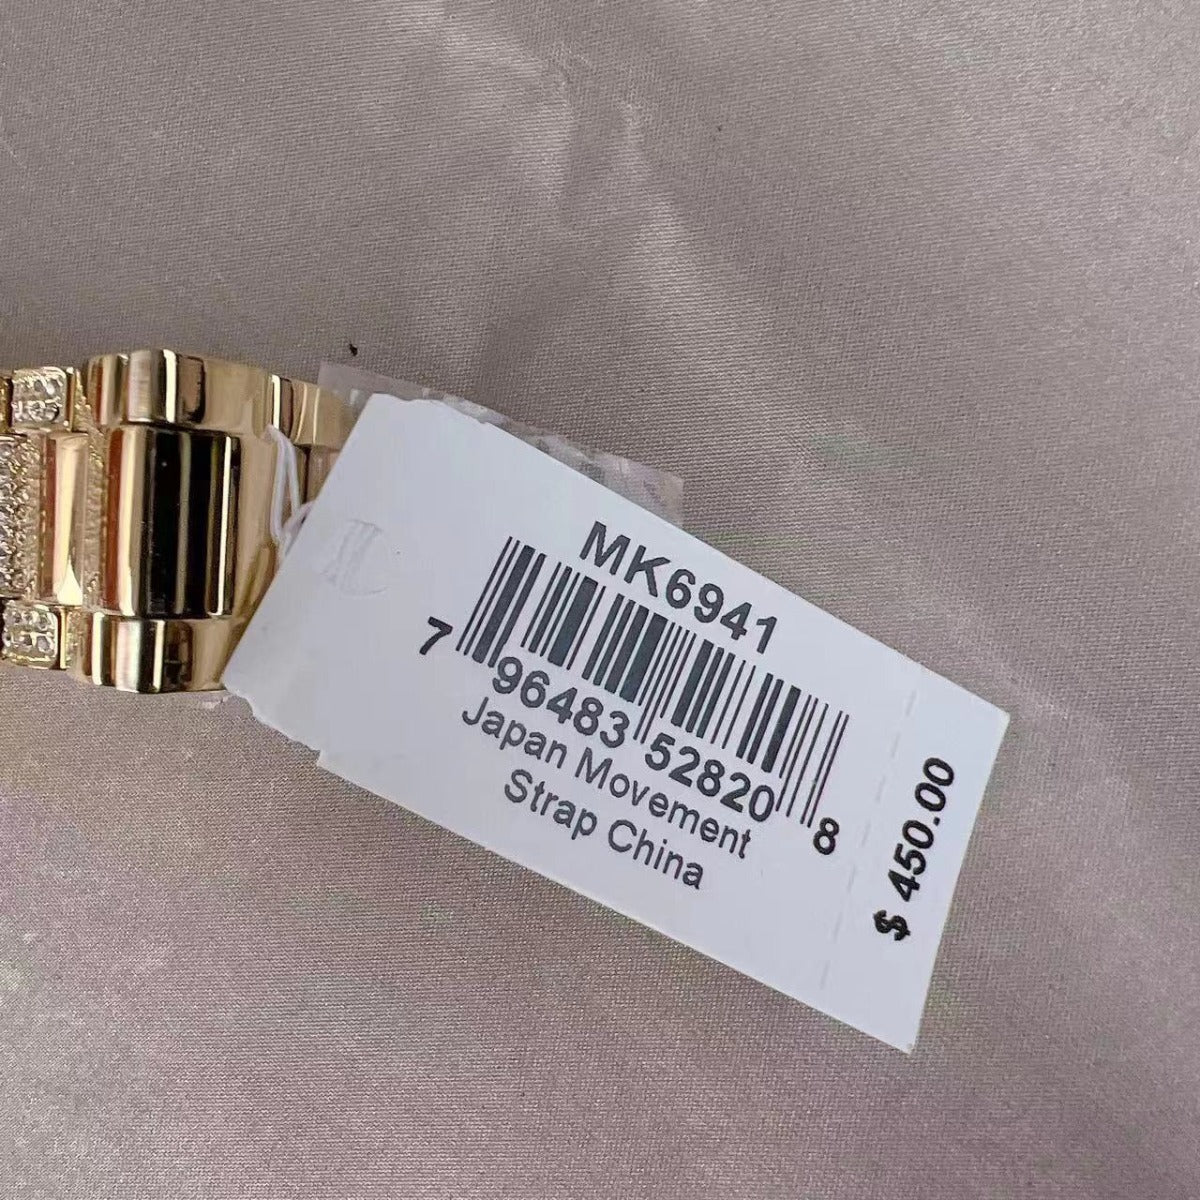 MK6941
7 96483 52820 8
Japan Movement
Strap China
$ 450.00